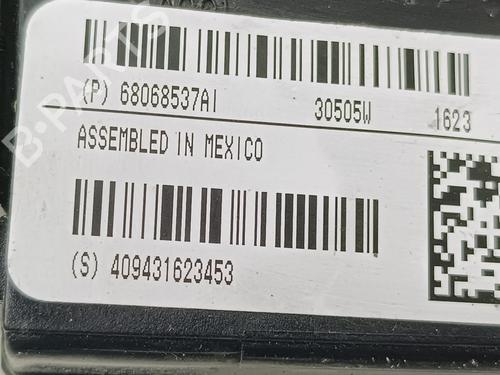 (P) 68068537AI 30505W 1623
ASSEMBLED IN MEXICO
(S) 409431623453
B-PARTS